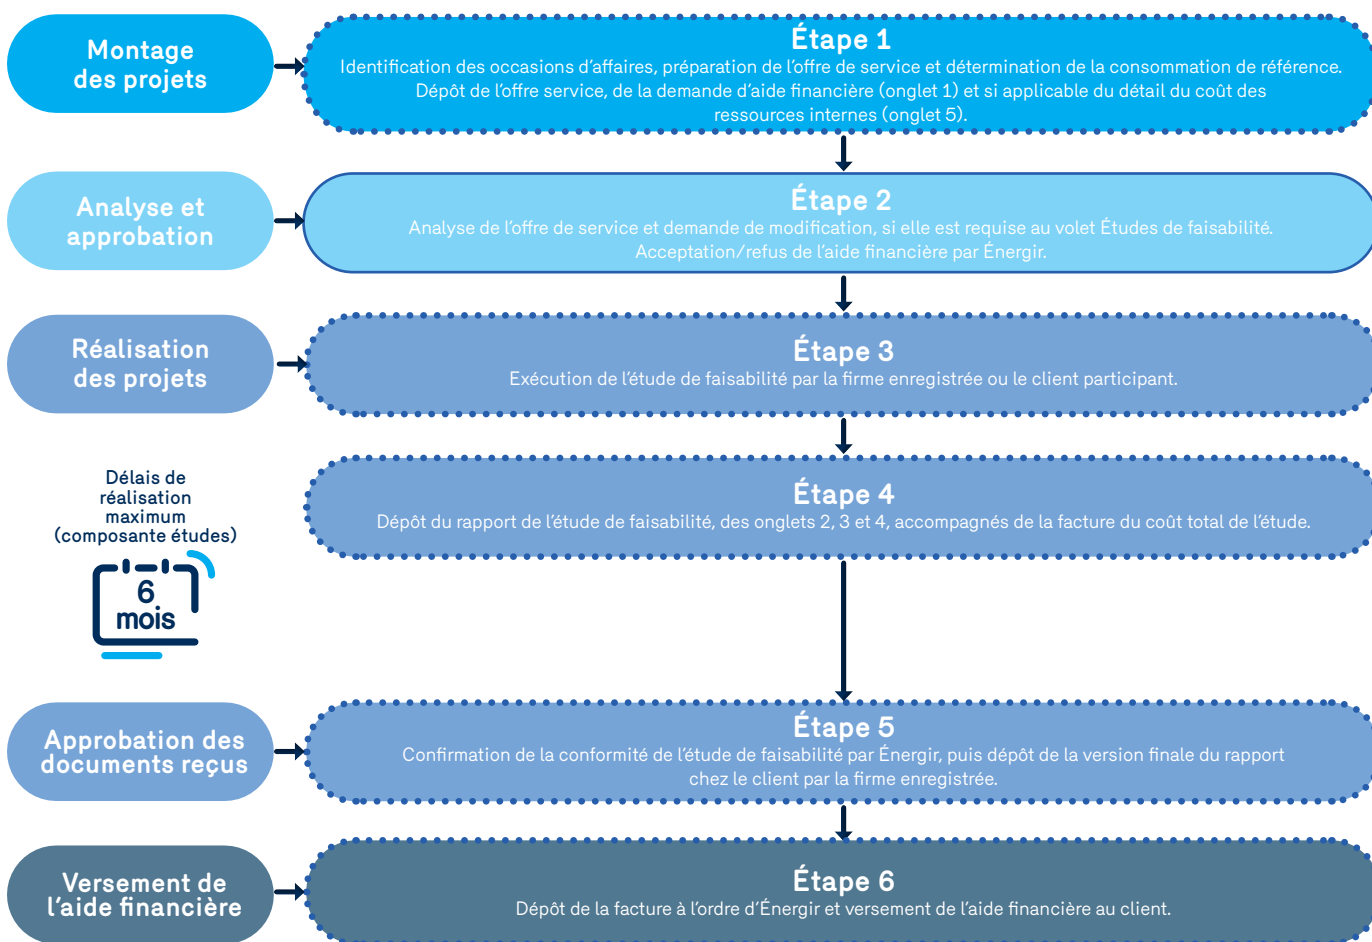 Montage
des projets
Étape 1
Identification des occasions d'affaires, préparation de l'offre de service et détermination de la consommation de référence.
Dépôt de l'offre service, de la demande d'aide financière (onglet 1) et si applicable du détail du coût des
ressources internes (onglet 5).
Analyse et
approbation
Étape 2
Analyse de l'offre de service et demande de modification, si elle est requise au volet Études de faisabilité.
Acceptation/refus de l'aide financière par Énergir.
Réalisation
des projets
Étape 3
Exécution de l'étude de faisabilité par la firme enregistrée ou le client participant.
Délais de
réalisation
maximum
(composante études)
6
mois
Étape 4
Dépôt du rapport de l'étude de faisabilité, des onglets 2, 3 et 4, accompagnés de la facture du coût total de l'étude.
Approbation des
documents reçus
Étape 5
Confirmation de la conformité de l'étude de faisabilité par Énergir, puis dépôt de la version finale du rapport
chez le client par la firme enregistrée.
Versement de
l'aide financière
Étape 6
Dépôt de la facture à l'ordre d'Énergir et versement de l'aide financière au client.